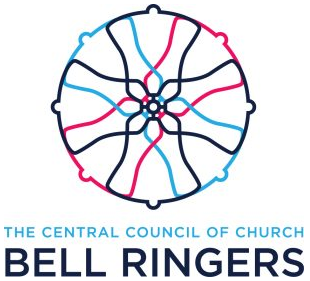 THE CENTRAL COUNCIL OF CHURCH
BELL RINGERS